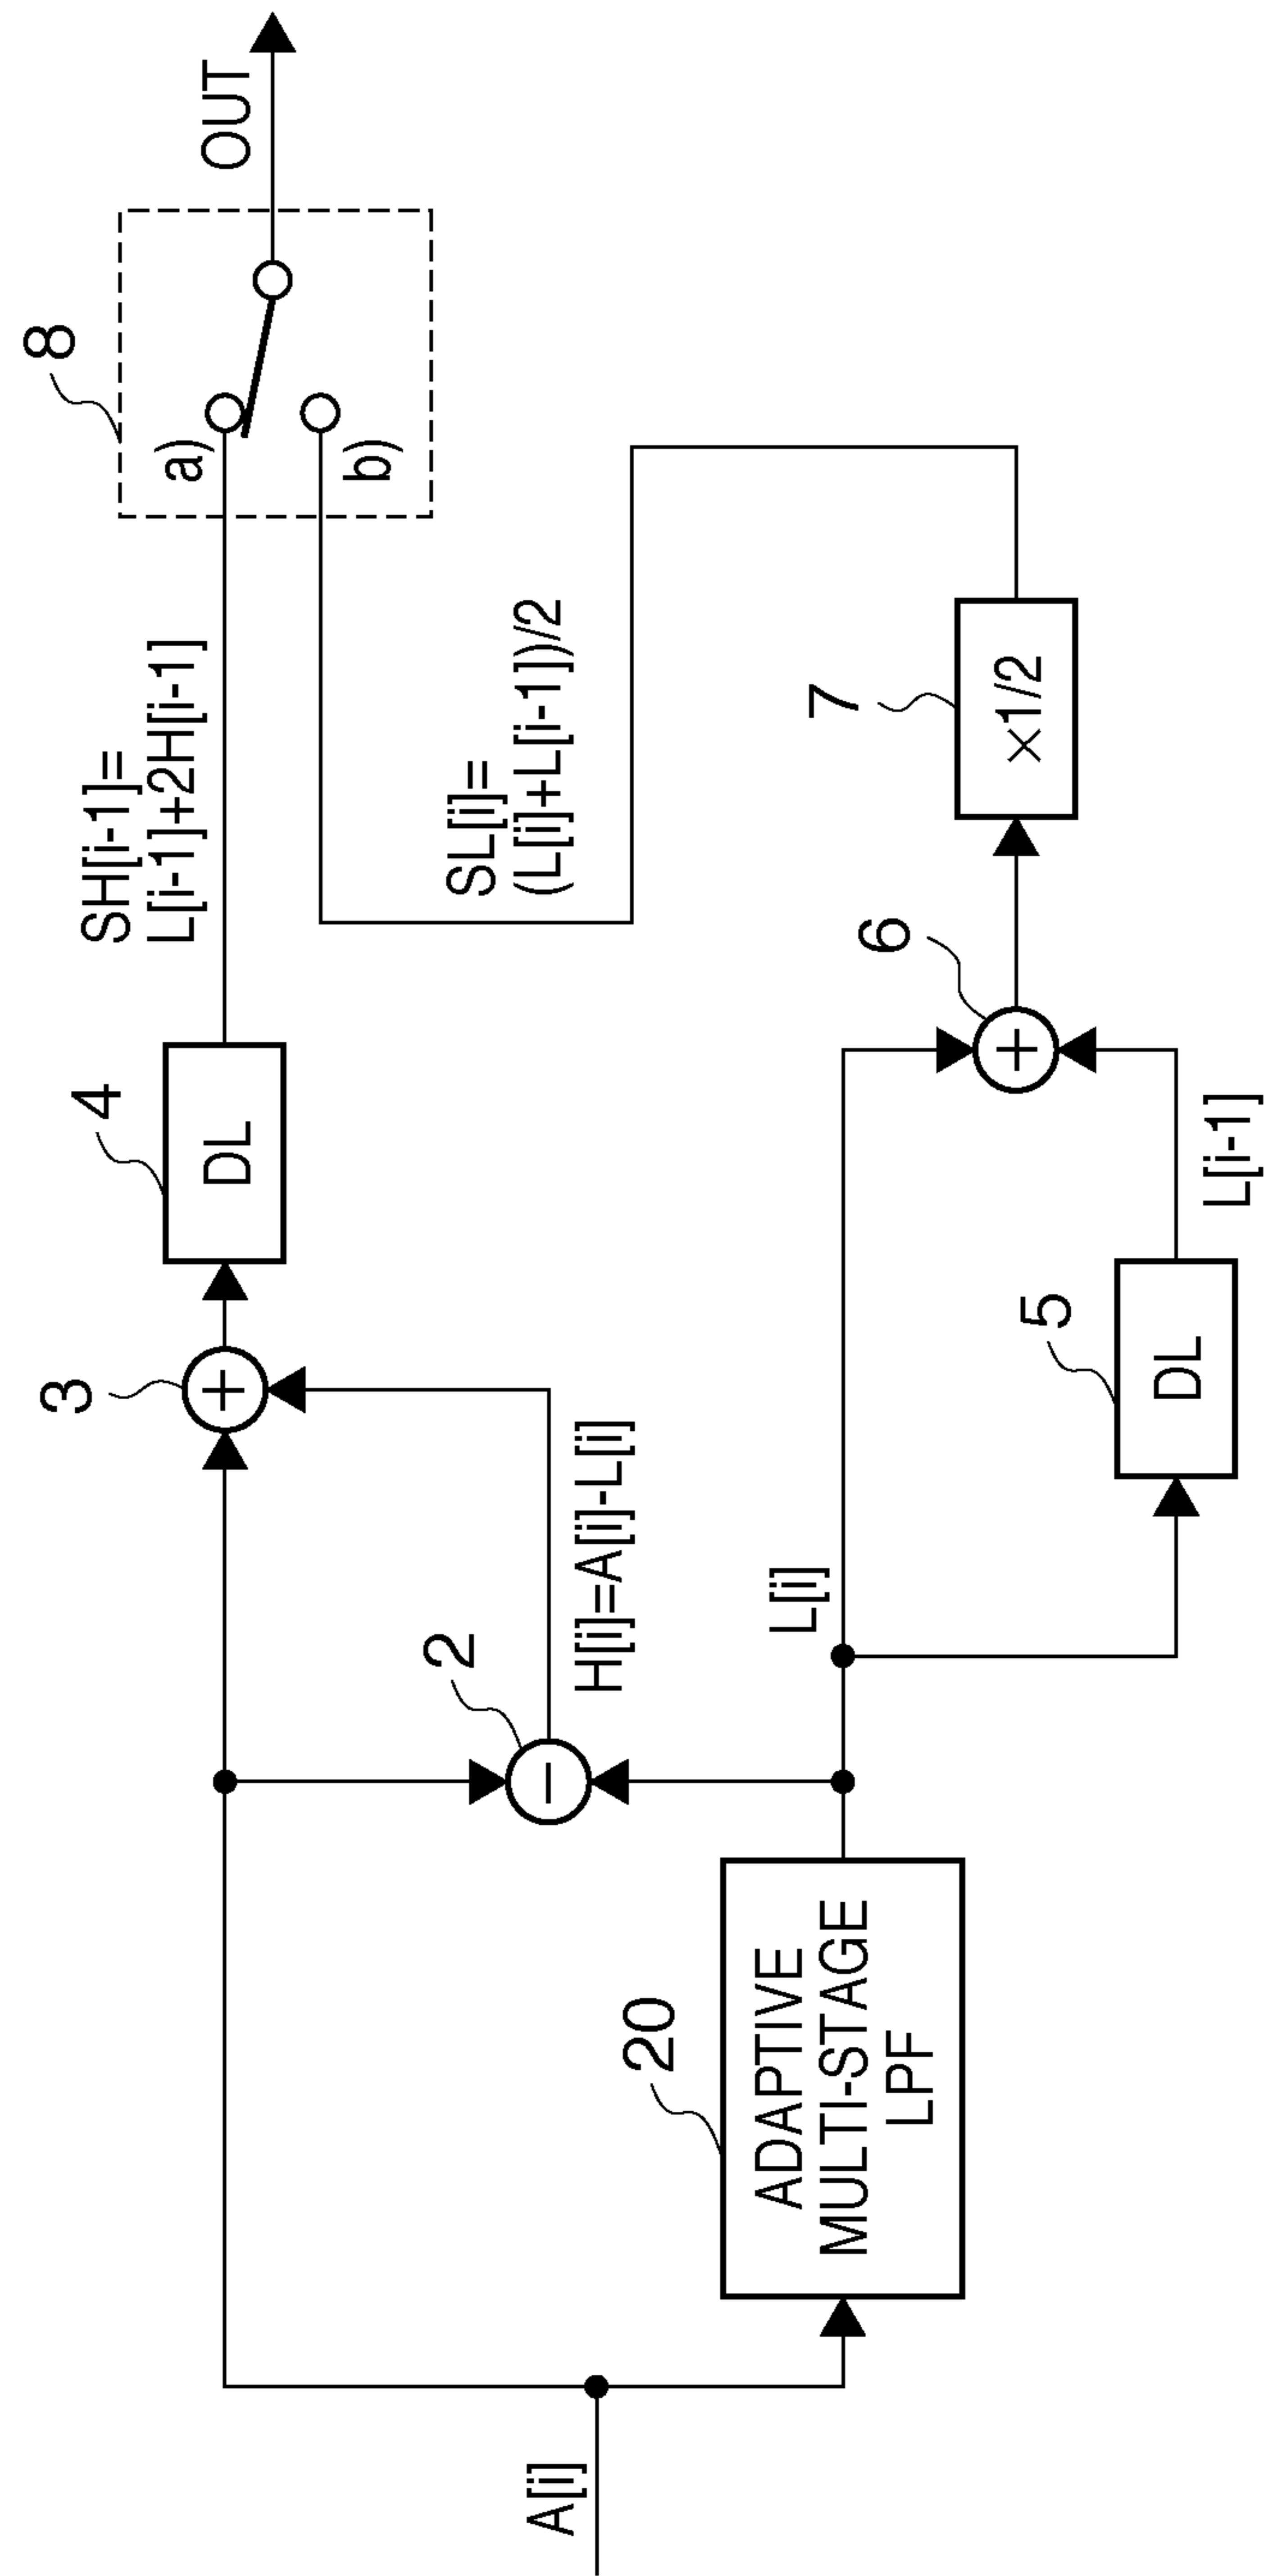 A[i]
20
ADAPTIVE
MULTI-STAGE
LPF
2
−
H[i]=A[i]-L[i]
3
+
4
DL
SH[i-1]=
L[i-1]+2H[i-1]
L[i]
5
DL
L[i-1]
6
+
7
×1/2
SL[i]=
(L[i]+L[i-1])/2
8
a)
b)
OUT